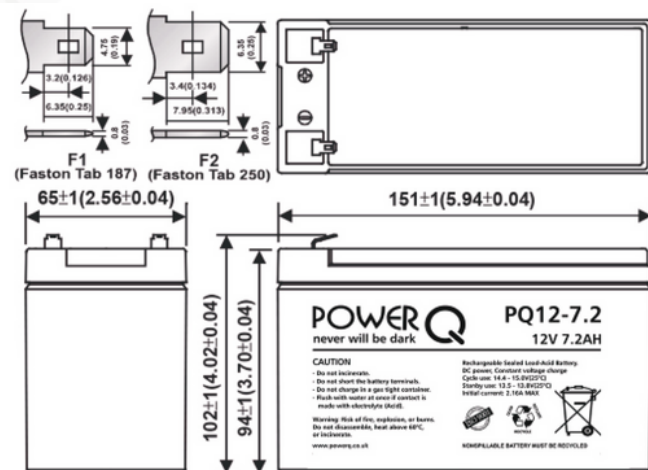 4.75
(0.19)
3.2(0.126)
6.35(0.25)
0.8
(0.03)
F1
(Faston Tab 187)
6.35
(0.25)
3.4(0.134)
7.95(0.313)
0.8
(0.03)
F2
(Faston Tab 250)
65±1(2.56±0.04)
151±1(5.94±0.04)
102±1(4.02±0.04)
94±1(3.70±0.04)
POWER Q
never will be dark
PQ12-7.2
12V 7.2AH
CAUTION
- Do not incinerate.
- Do not short the battery terminals.
- Do not charge in a gas tight container.
- Flush with water at once if contact is
made with electrolyte (Acid).
Warning: Risk of fire, explosion, or burns.
Do not disassemble, heat above 60°C,
or incinerate.
www.powerq.co.uk
Rechargeable Sealed Lead-Acid Battery.
DC power, Constant voltage charge
Cycle use: 14.4 - 15.0V(25°C)
Stanby use: 13.5 - 13.8V(25°C)
Initial current: 2.16A MAX
RECYCLE
Pb
NONSPILLABLE BATTERY MUST BE RECYCLED